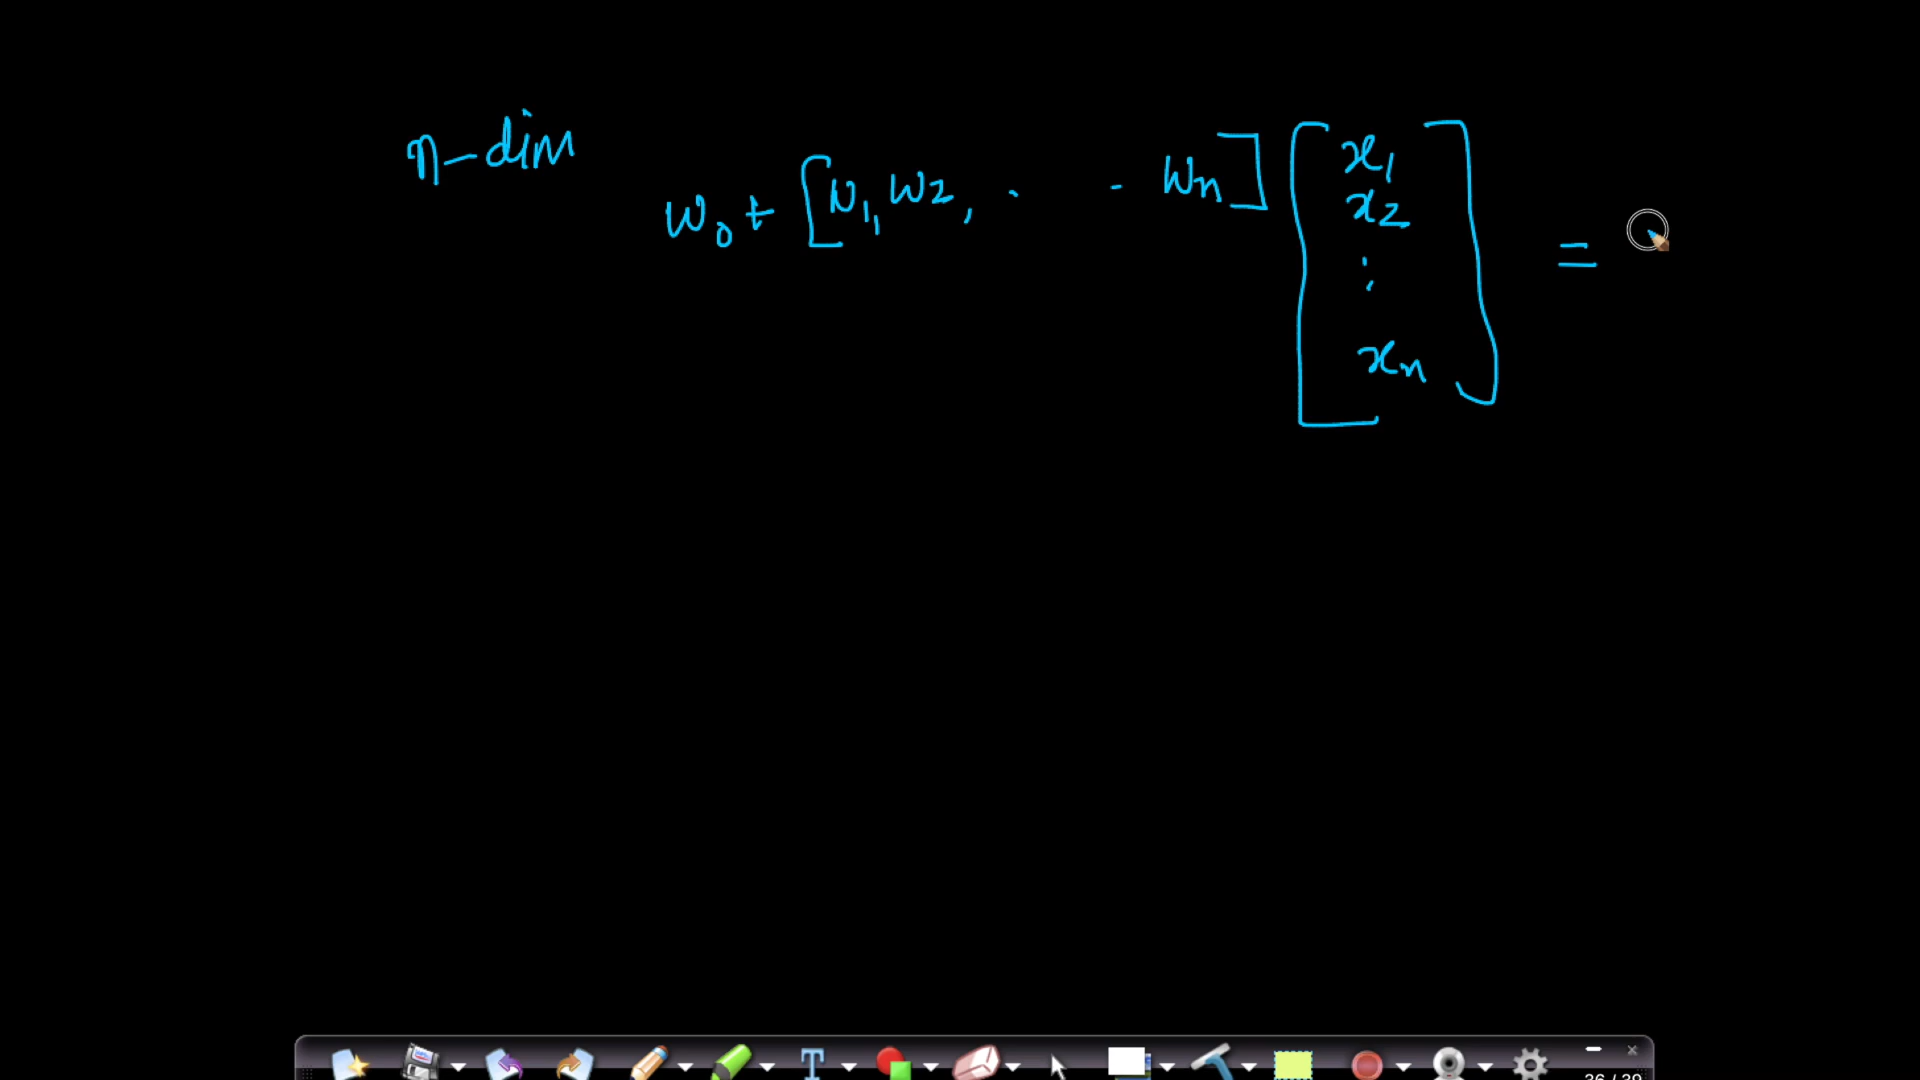 n-dim
w₀ + [w₁, w₂, . . wₙ] [x₁ x₂ ⋮ xₙ] =